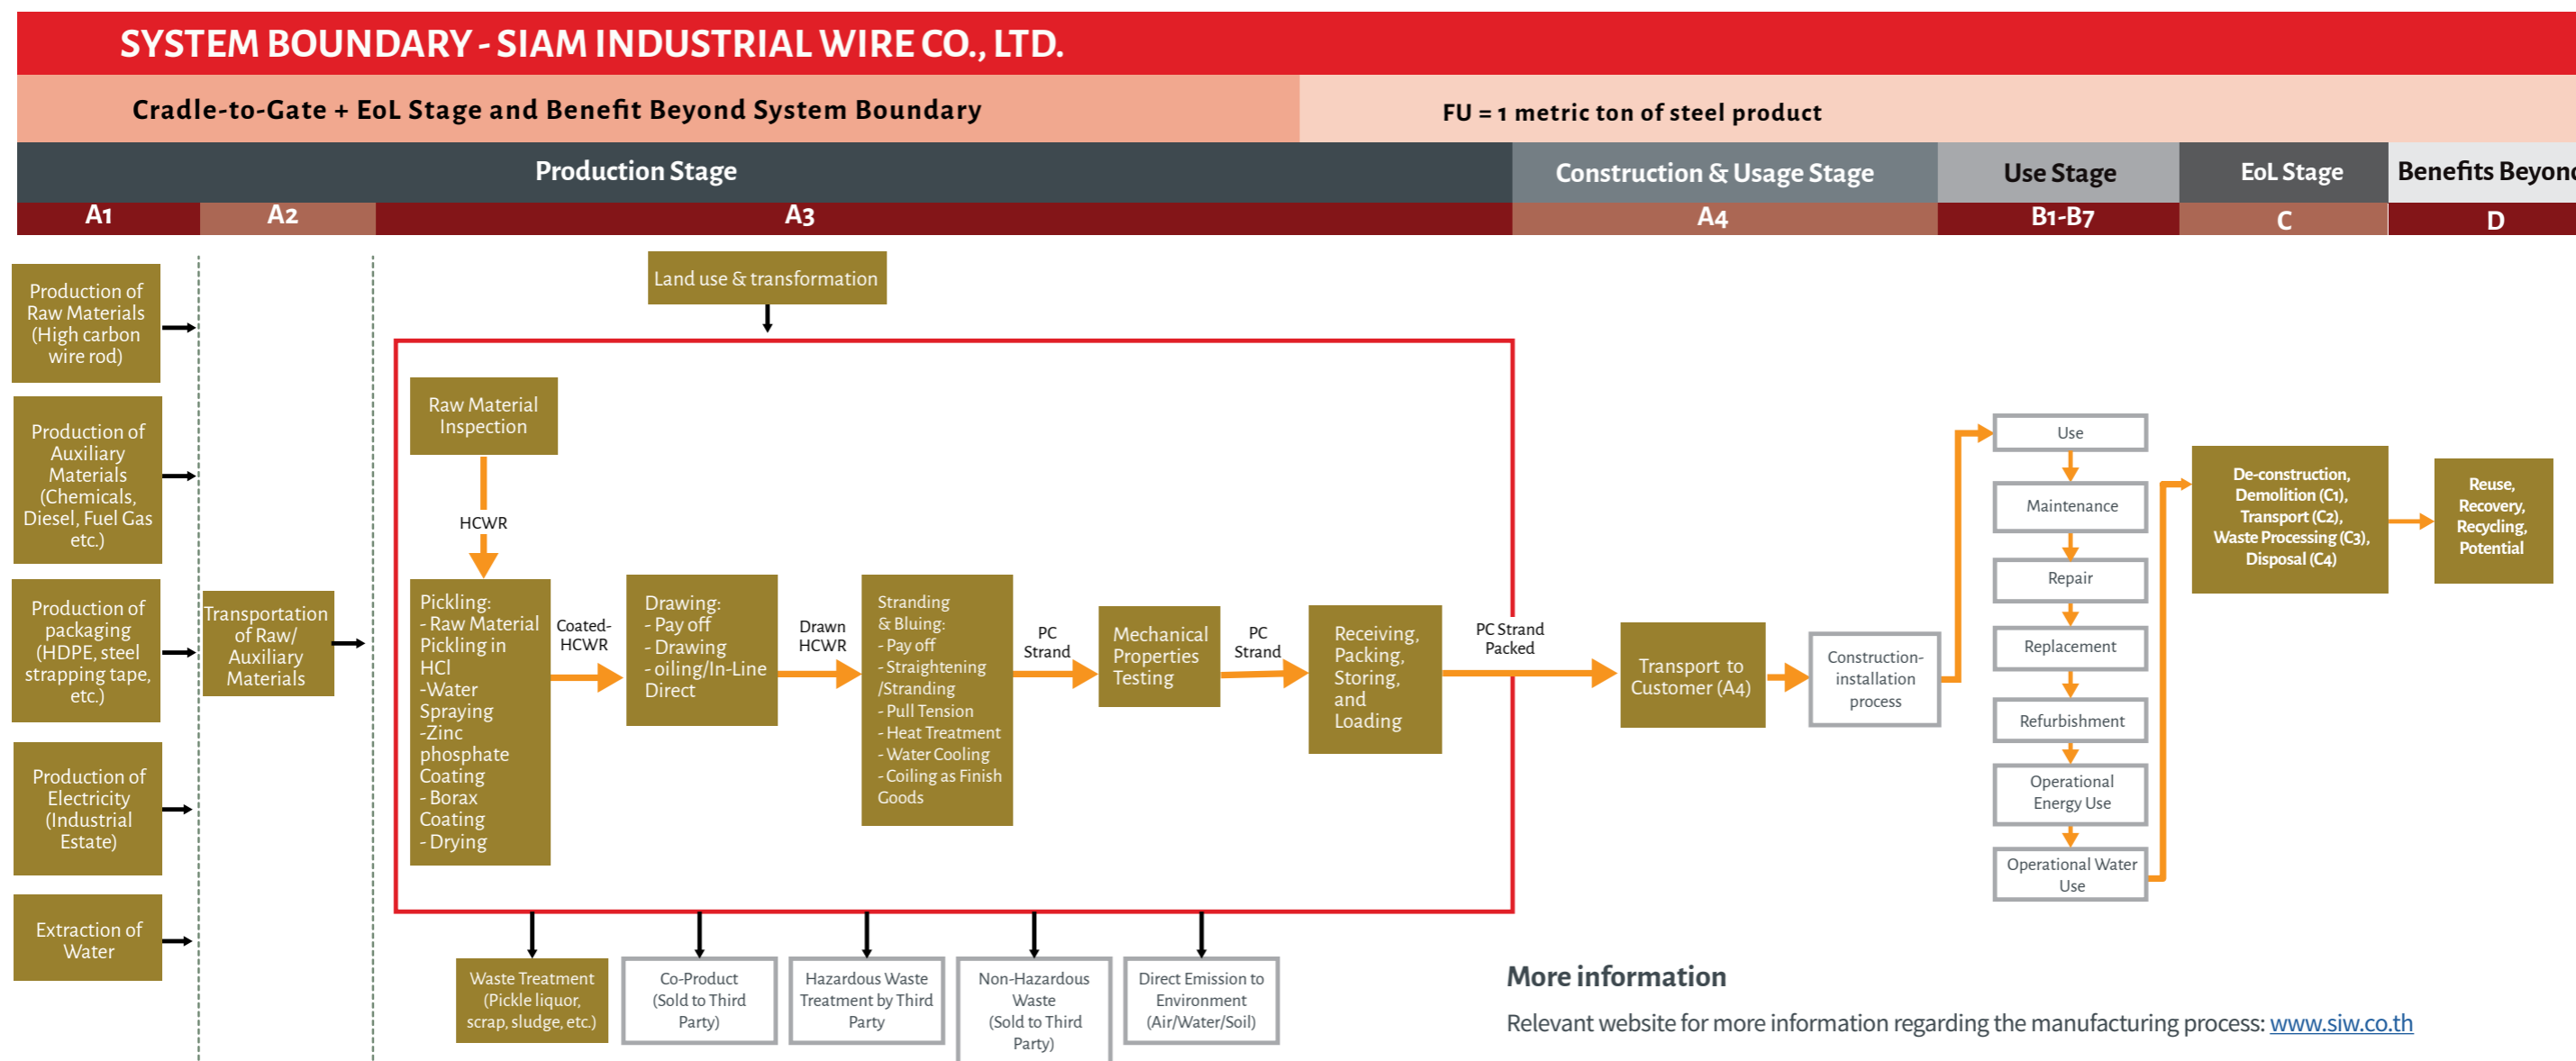 SYSTEM BOUNDARY - SIAM INDUSTRIAL WIRE CO., LTD.
Cradle-to-Gate + EoL Stage and Benefit Beyond System Boundary
FU = 1 metric ton of steel product
Production Stage
Construction & Usage Stage
Use Stage
EoL Stage
Benefits Beyond
A1
A2
A3
A4
B1-B7
C
D
Production of
Raw Materials
(High carbon
wire rod)
Production of
Auxiliary
Materials
(Chemicals,
Diesel, Fuel Gas
etc.)
Production of
packaging
(HDPE, steel
strapping tape,
etc.)
Production of
Electricity
(Industrial
Estate)
Extraction of
Water
Transportation
of Raw/
Auxiliary
Materials
Land use & transformation
Raw Material
Inspection
HCWR
Pickling:
- Raw Material
Pickling in
HCl
-Water
Spraying
-Zinc
phosphate
Coating
- Borax
Coating
- Drying
Coated-
HCWR
Drawing:
- Pay off
- Drawing
- oiling/In-Line
Direct
Drawn
HCWR
Stranding
& Bluing:
- Pay off
- Straightening
/Stranding
- Pull Tension
- Heat Treatment
- Water Cooling
- Coiling as Finish
Goods
PC
Strand
Mechanical
Properties
Testing
PC
Strand
Receiving,
Packing,
Storing,
and
Loading
PC Strand
Packed
Transport to
Customer (A4)
Construction-
installation
process
Use
Maintenance
Repair
Replacement
Refurbishment
Operational
Energy Use
Operational Water
Use
De-construction,
Demolition (C1),
Transport (C2),
Waste Processing (C3),
Disposal (C4)
Reuse,
Recovery,
Recycling,
Potential
Waste Treatment
(Pickle liquor,
scrap, sludge, etc.)
Co-Product
(Sold to Third
Party)
Hazardous Waste
Treatment by Third
Party
Non-Hazardous
Waste
(Sold to Third
Party)
Direct Emission to
Environment
(Air/Water/Soil)
More information
Relevant website for more information regarding the manufacturing process: www.siw.co.th